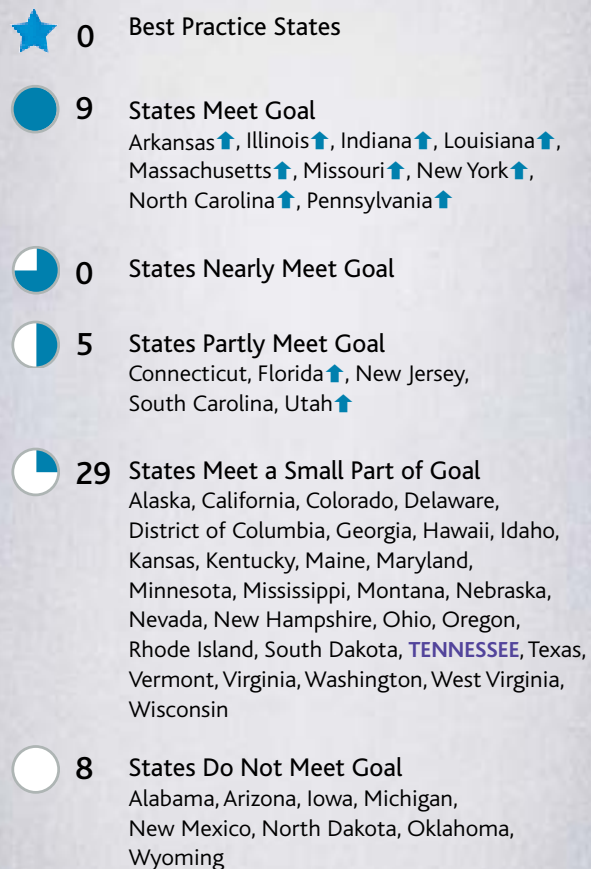 0 Best Practice States
9 States Meet Goal
Arkansas⬆, Illinois⬆, Indiana⬆, Louisiana⬆,
Massachusetts⬆, Missouri⬆, New York⬆,
North Carolina⬆, Pennsylvania⬆
0 States Nearly Meet Goal
5 States Partly Meet Goal
Connecticut, Florida⬆, New Jersey,
South Carolina, Utah⬆
29 States Meet a Small Part of Goal
Alaska, California, Colorado, Delaware,
District of Columbia, Georgia, Hawaii, Idaho,
Kansas, Kentucky, Maine, Maryland,
Minnesota, Mississippi, Montana, Nebraska,
Nevada, New Hampshire, Ohio, Oregon,
Rhode Island, South Dakota, TENNESSEE, Texas,
Vermont, Virginia, Washington, West Virginia,
Wisconsin
8 States Do Not Meet Goal
Alabama, Arizona, Iowa, Michigan,
New Mexico, North Dakota, Oklahoma,
Wyoming